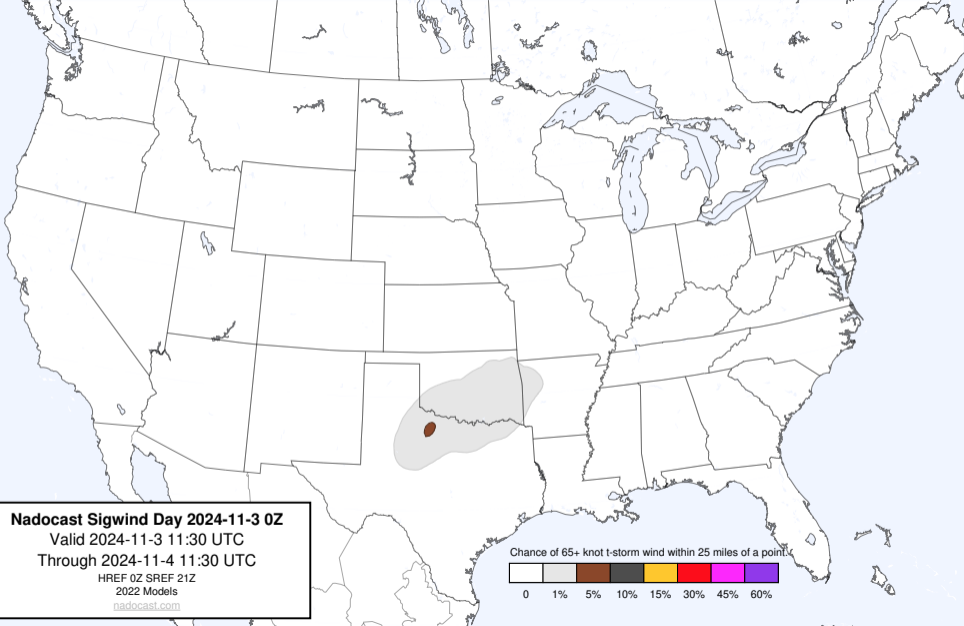 Nadocast Sigwind Day 2024-11-3 0Z
Valid 2024-11-3 11:30 UTC
Through 2024-11-4 11:30 UTC
HREF 0Z SREF 21Z
2022 Models
nadocast.com
Chance of 65+ knot t-storm wind within 25 miles of a point.
0 1% 5% 10% 15% 30% 45% 60%